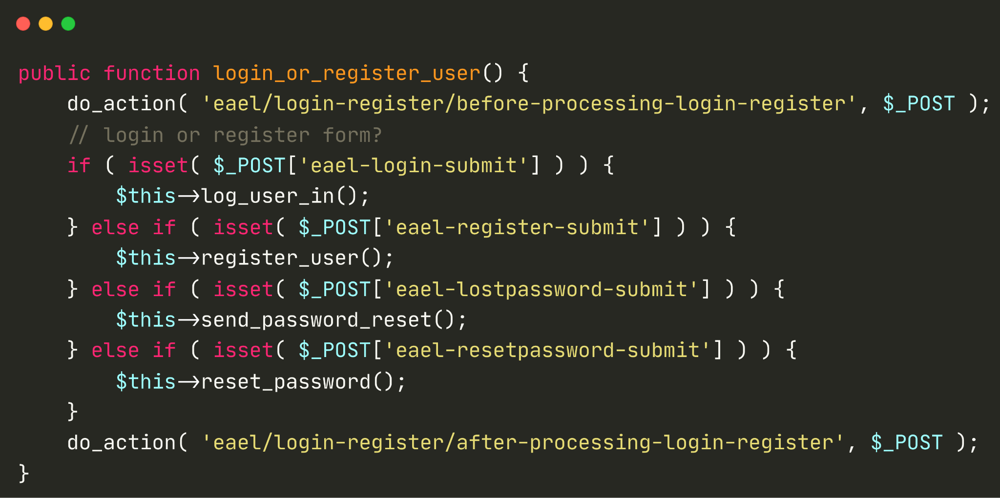 public function login_or_register_user() {
    do_action( 'eael/login-register/before-processing-login-register', $_POST );
    // login or register form?
    if ( isset( $_POST['eael-login-submit'] ) ) {
        $this->log_user_in();
    } else if ( isset( $_POST['eael-register-submit'] ) ) {
        $this->register_user();
    } else if ( isset( $_POST['eael-lostpassword-submit'] ) ) {
        $this->send_password_reset();
    } else if ( isset( $_POST['eael-resetpassword-submit'] ) ) {
        $this->reset_password();
    }
    do_action( 'eael/login-register/after-processing-login-register', $_POST );
}